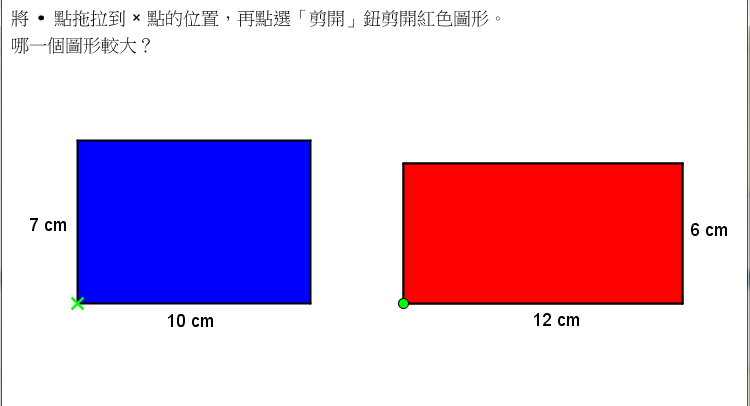 將 • 點拖拉到 × 點的位置，再點選「剪開」鈕剪開紅色圖形。
哪一個圖形較大？
7 cm
10 cm
6 cm
12 cm